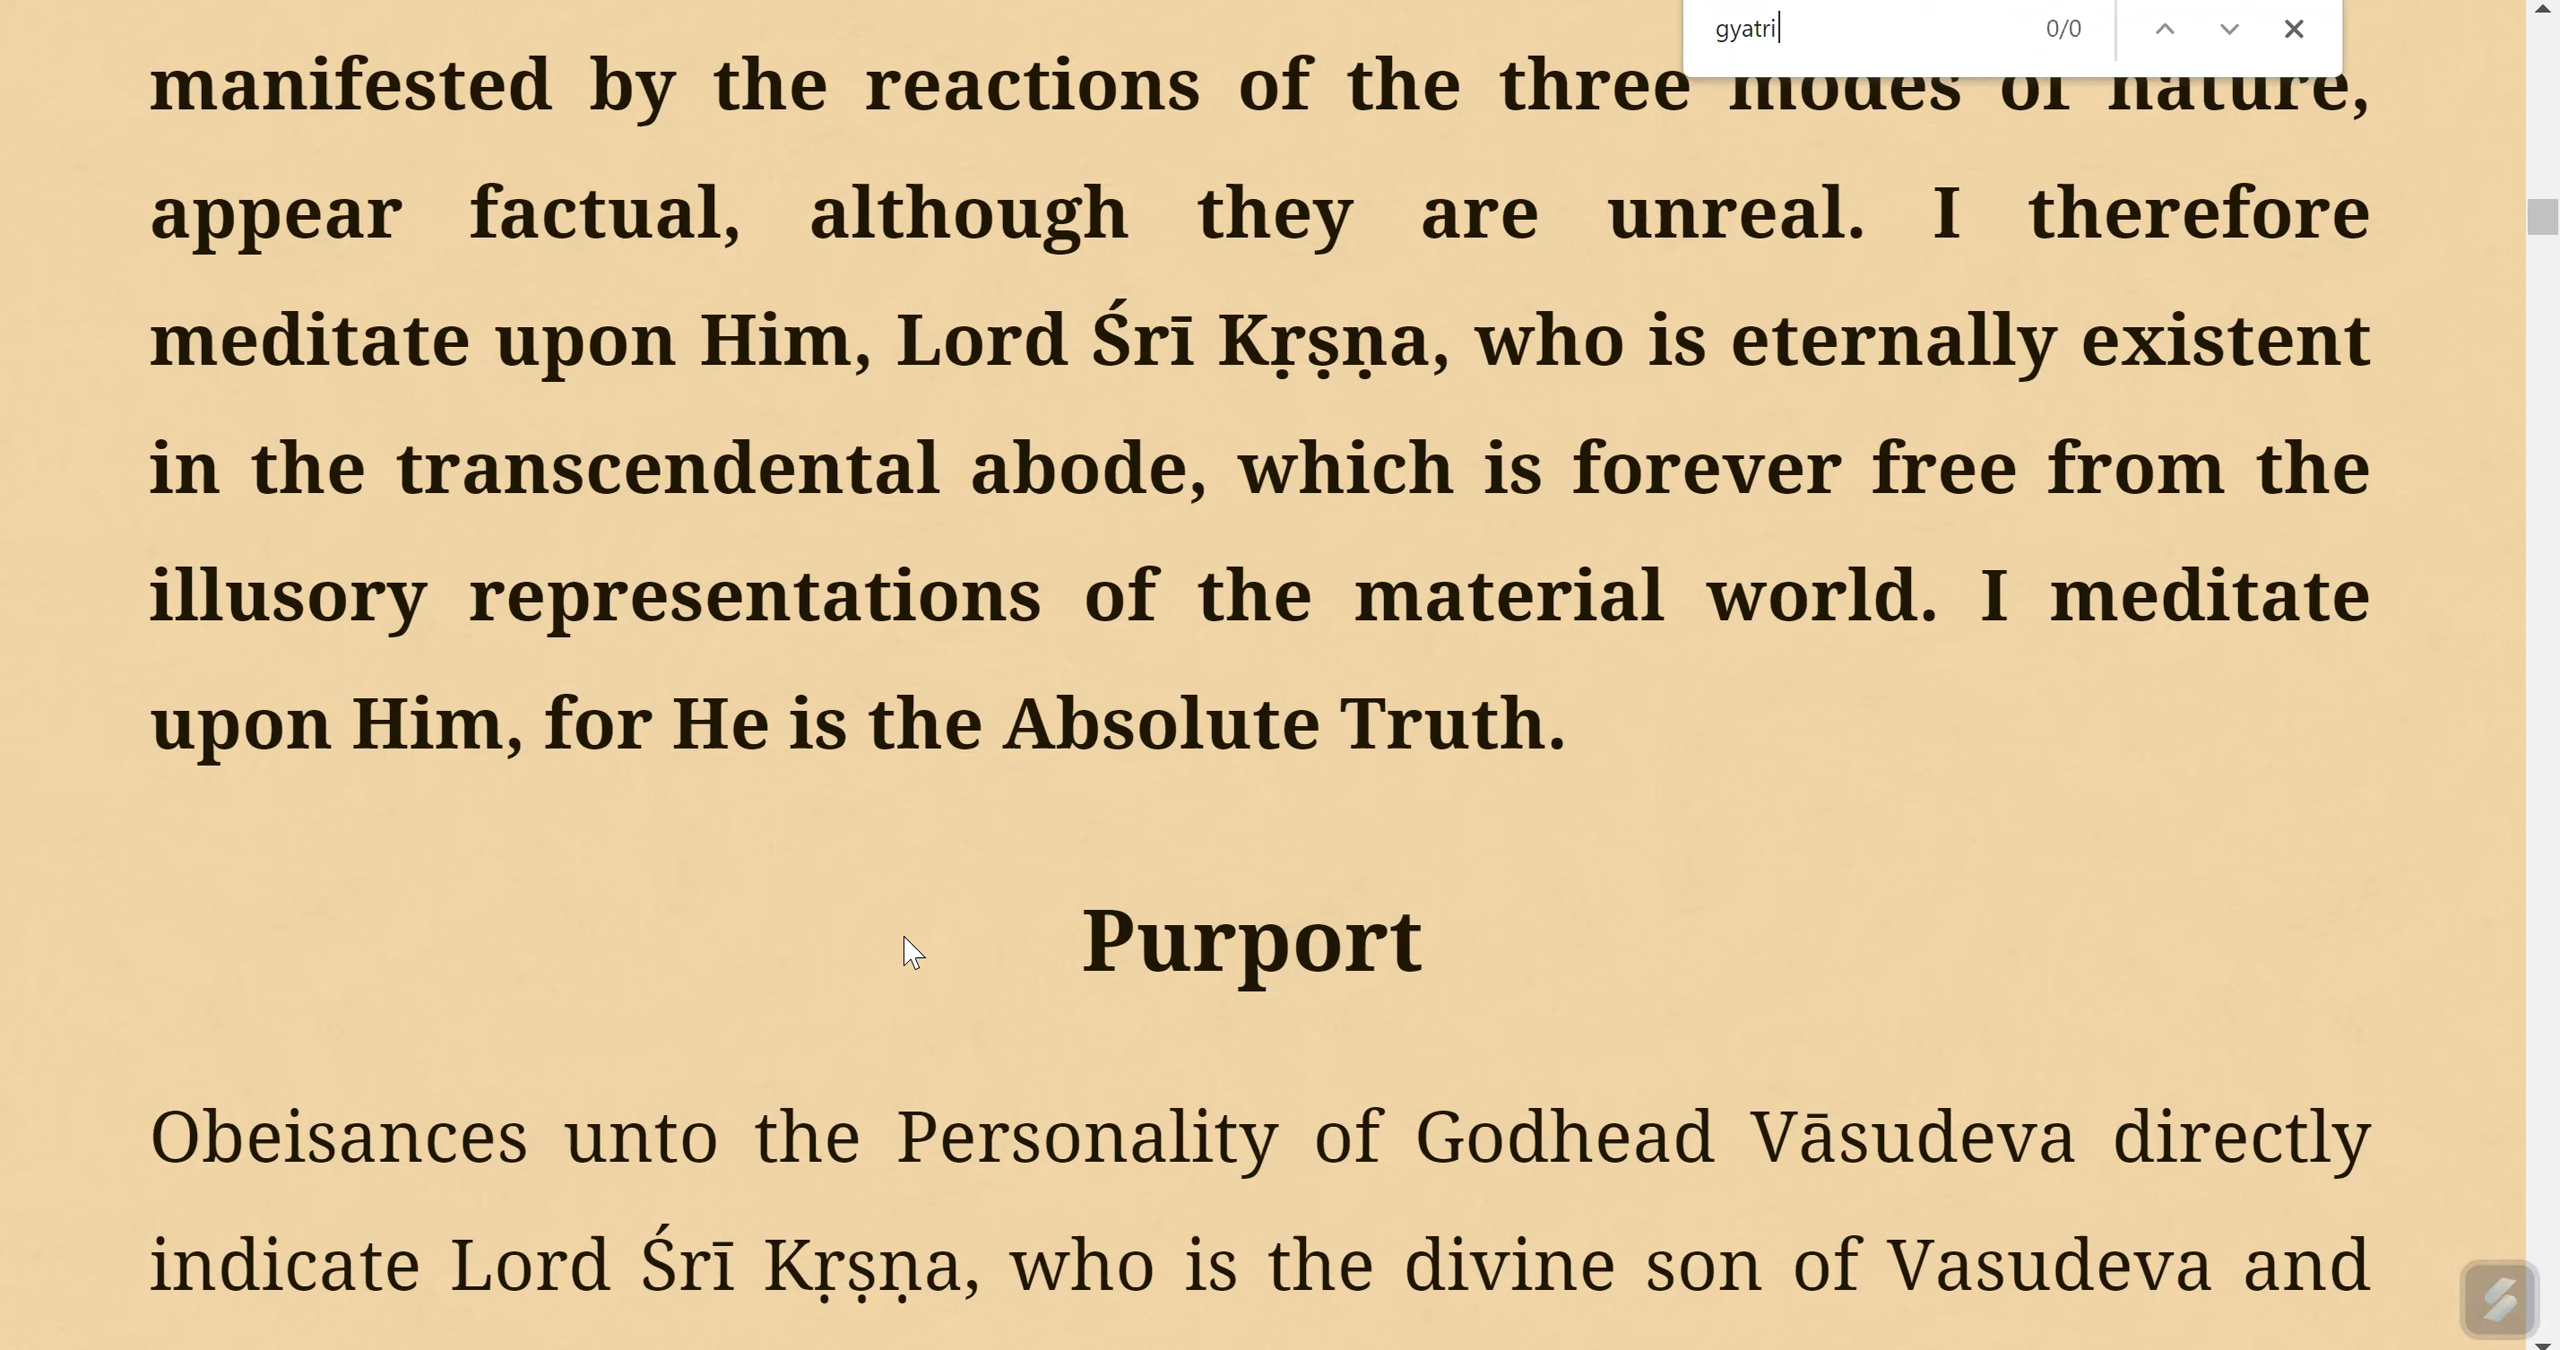 gyatri 0/0
manifested by the reactions of the three modes of nature,
appear factual, although they are unreal. I therefore
meditate upon Him, Lord Śrī Kṛṣṇa, who is eternally existent
in the transcendental abode, which is forever free from the
illusory representations of the material world. I meditate
upon Him, for He is the Absolute Truth.
Purport
Obeisances unto the Personality of Godhead Vāsudeva directly
indicate Lord Śrī Kṛṣṇa, who is the divine son of Vasudeva and